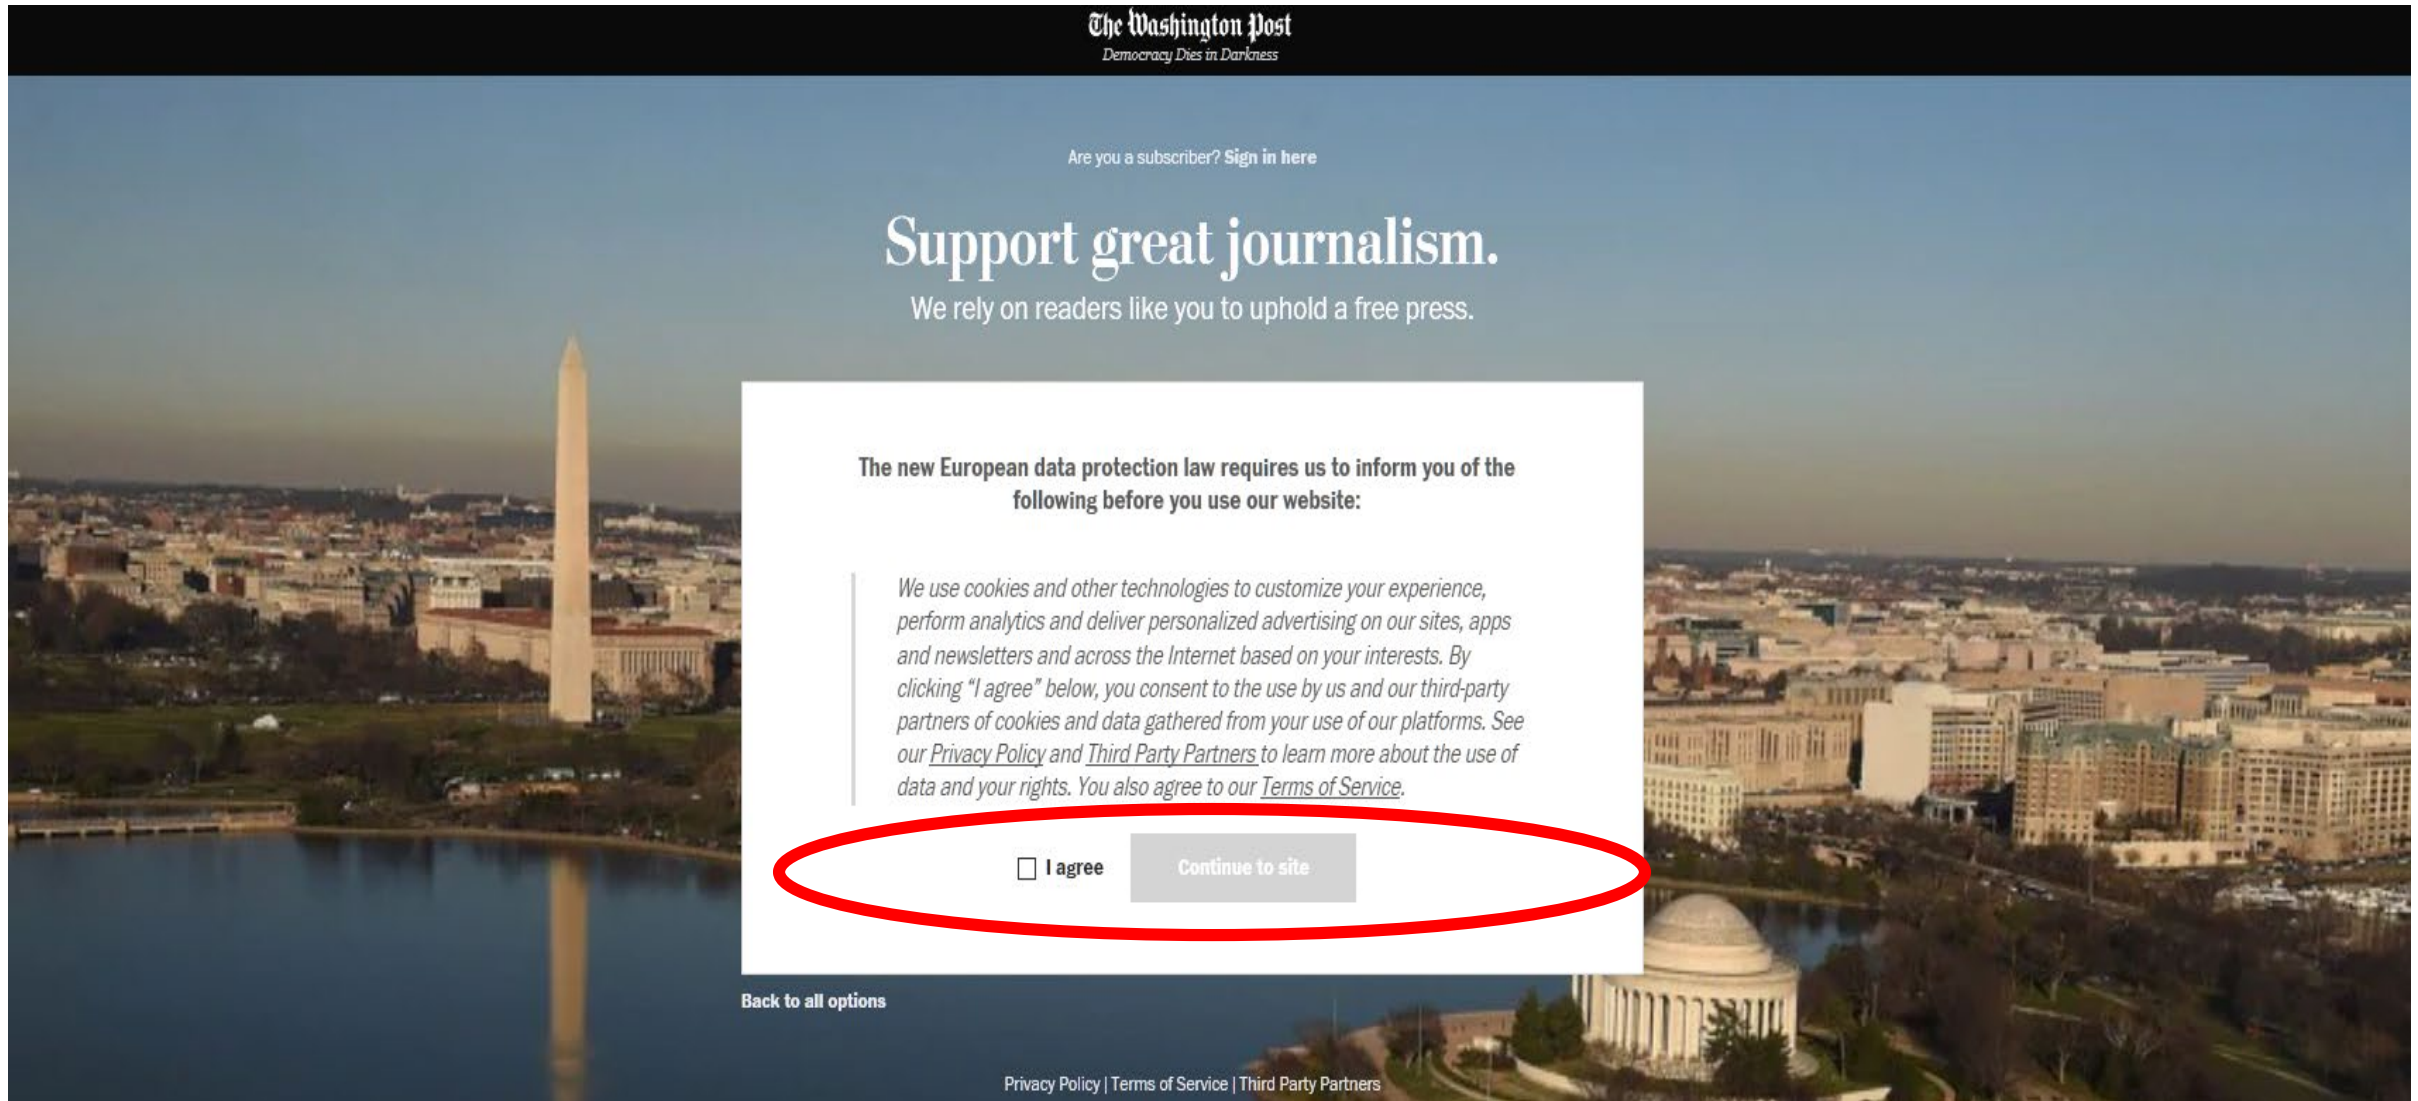 The Washington Post
Democracy Dies in Darkness
Are you a subscriber? Sign in here
Support great journalism.
We rely on readers like you to uphold a free press.
The new European data protection law requires us to inform you of the
following before you use our website:
We use cookies and other technologies to customize your experience,
perform analytics and deliver personalized advertising on our sites, apps
and newsletters and across the Internet based on your interests. By
clicking “I agree” below, you consent to the use by us and our third-party
partners of cookies and data gathered from your use of our platforms. See
our Privacy Policy and Third Party Partners to learn more about the use of
data and your rights. You also agree to our Terms of Service.
I agree
Continue to site
Back to all options
Privacy Policy | Terms of Service | Third Party Partners